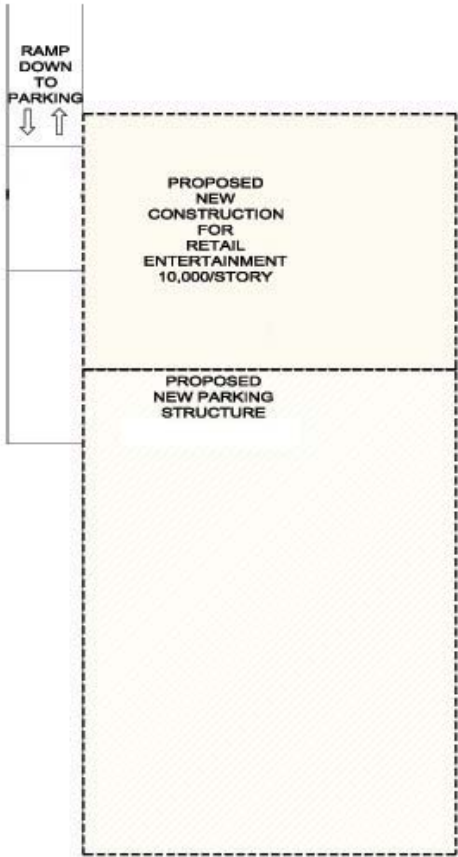 RAMP
DOWN
TO
PARKING
PROPOSED
NEW
CONSTRUCTION
FOR
RETAIL
ENTERTAINMENT
10,000/STORY
PROPOSED
NEW PARKING
STRUCTURE